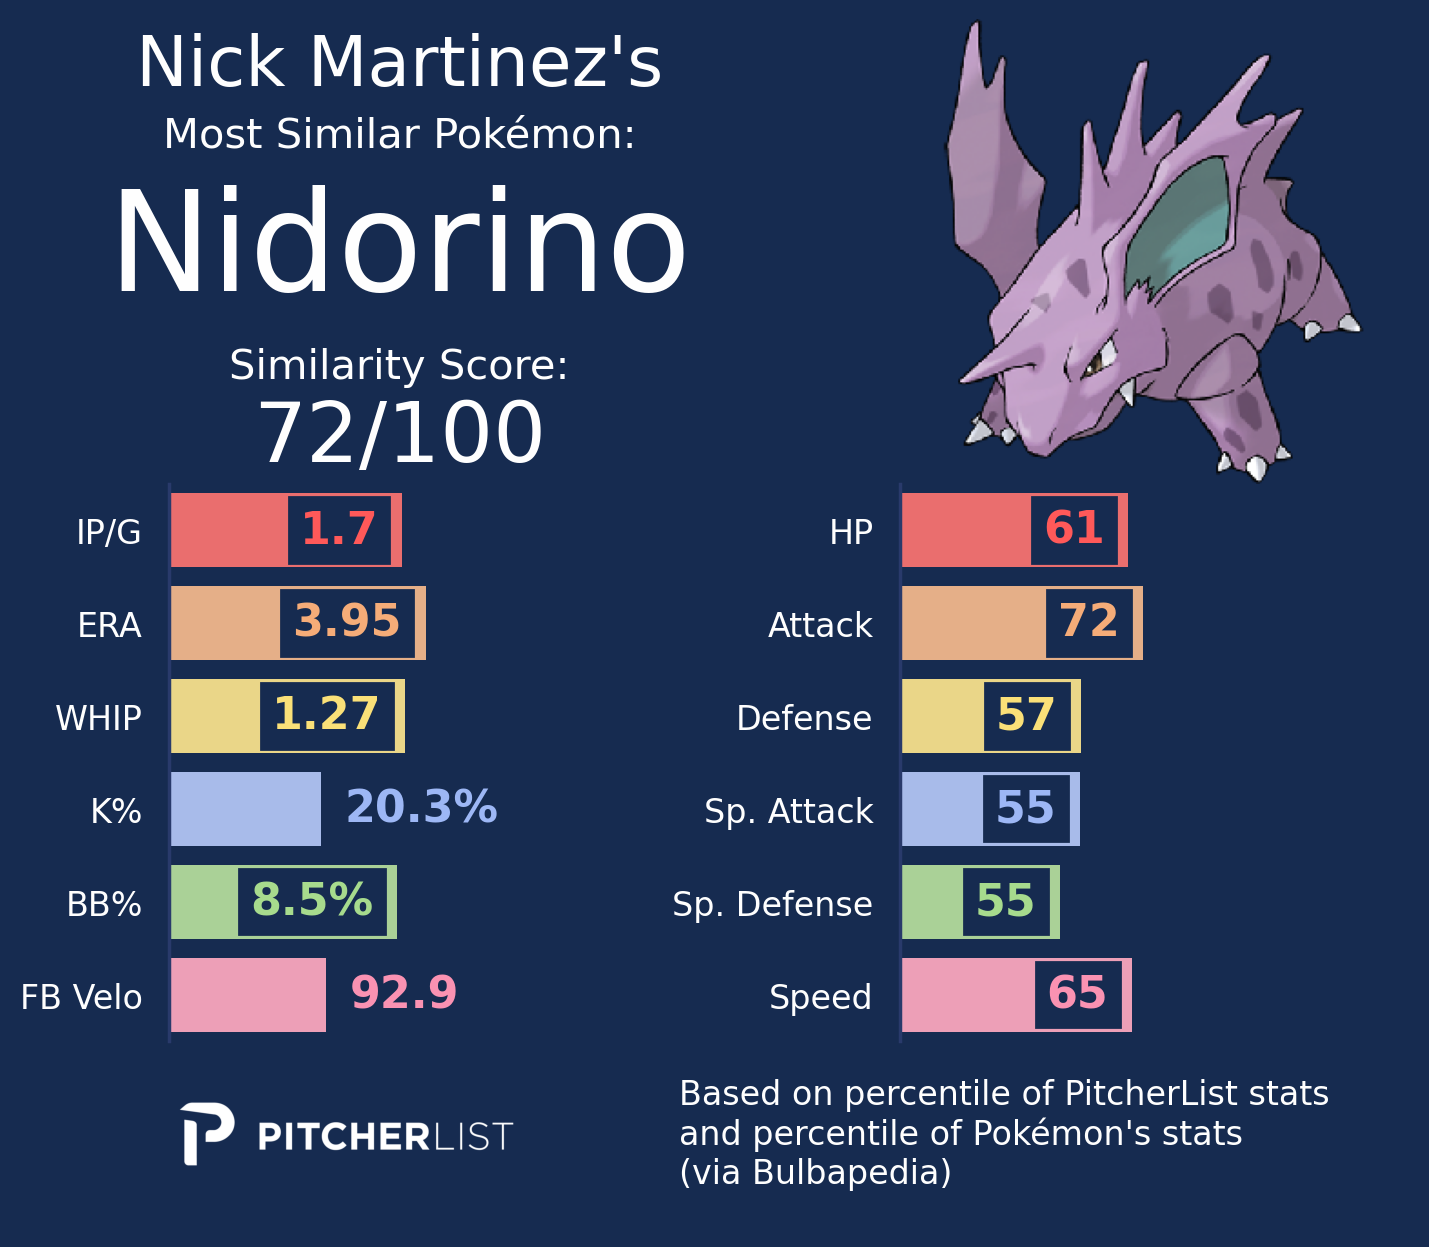 Nick Martinez's
Most Similar Pokémon:
Nidorino
Similarity Score:
72/100
IP/G 1.7
ERA 3.95
WHIP 1.27
K% 20.3%
BB% 8.5%
FB Velo 92.9
HP 61
Attack 72
Defense 57
Sp. Attack 55
Sp. Defense 55
Speed 65
PITCHERLIST
Based on percentile of PitcherList stats
and percentile of Pokémon's stats
(via Bulbapedia)